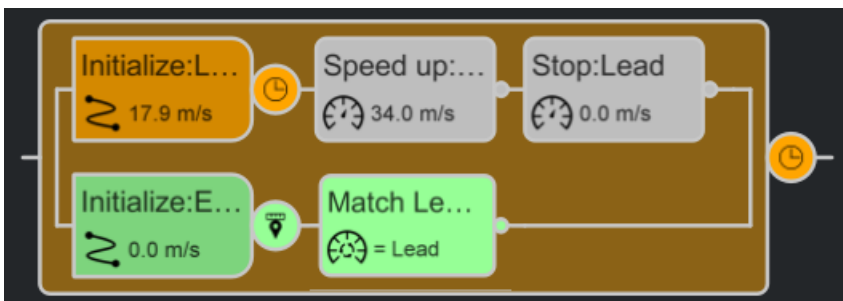 Initialize:L...
17.9 m/s
Speed up:...
34.0 m/s
Stop:Lead
0.0 m/s
Initialize:E...
0.0 m/s
Match Le...
= Lead